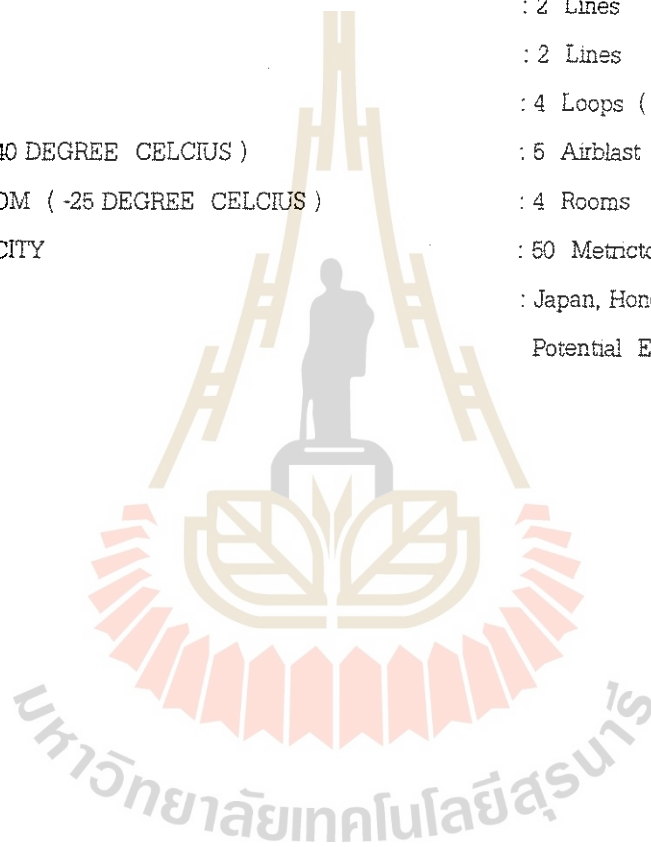 : 2 Lines
: 2 Lines
: 4 Loops (
40 DEGREE CELCIUS ) : 5 Airblast
OM ( -25 DEGREE CELCIUS ) : 4 Rooms
CITY : 50 Metricto
: Japan, Hon
Potential E
มหาวิทยาลัยเทคโนโลยีสุรนารี